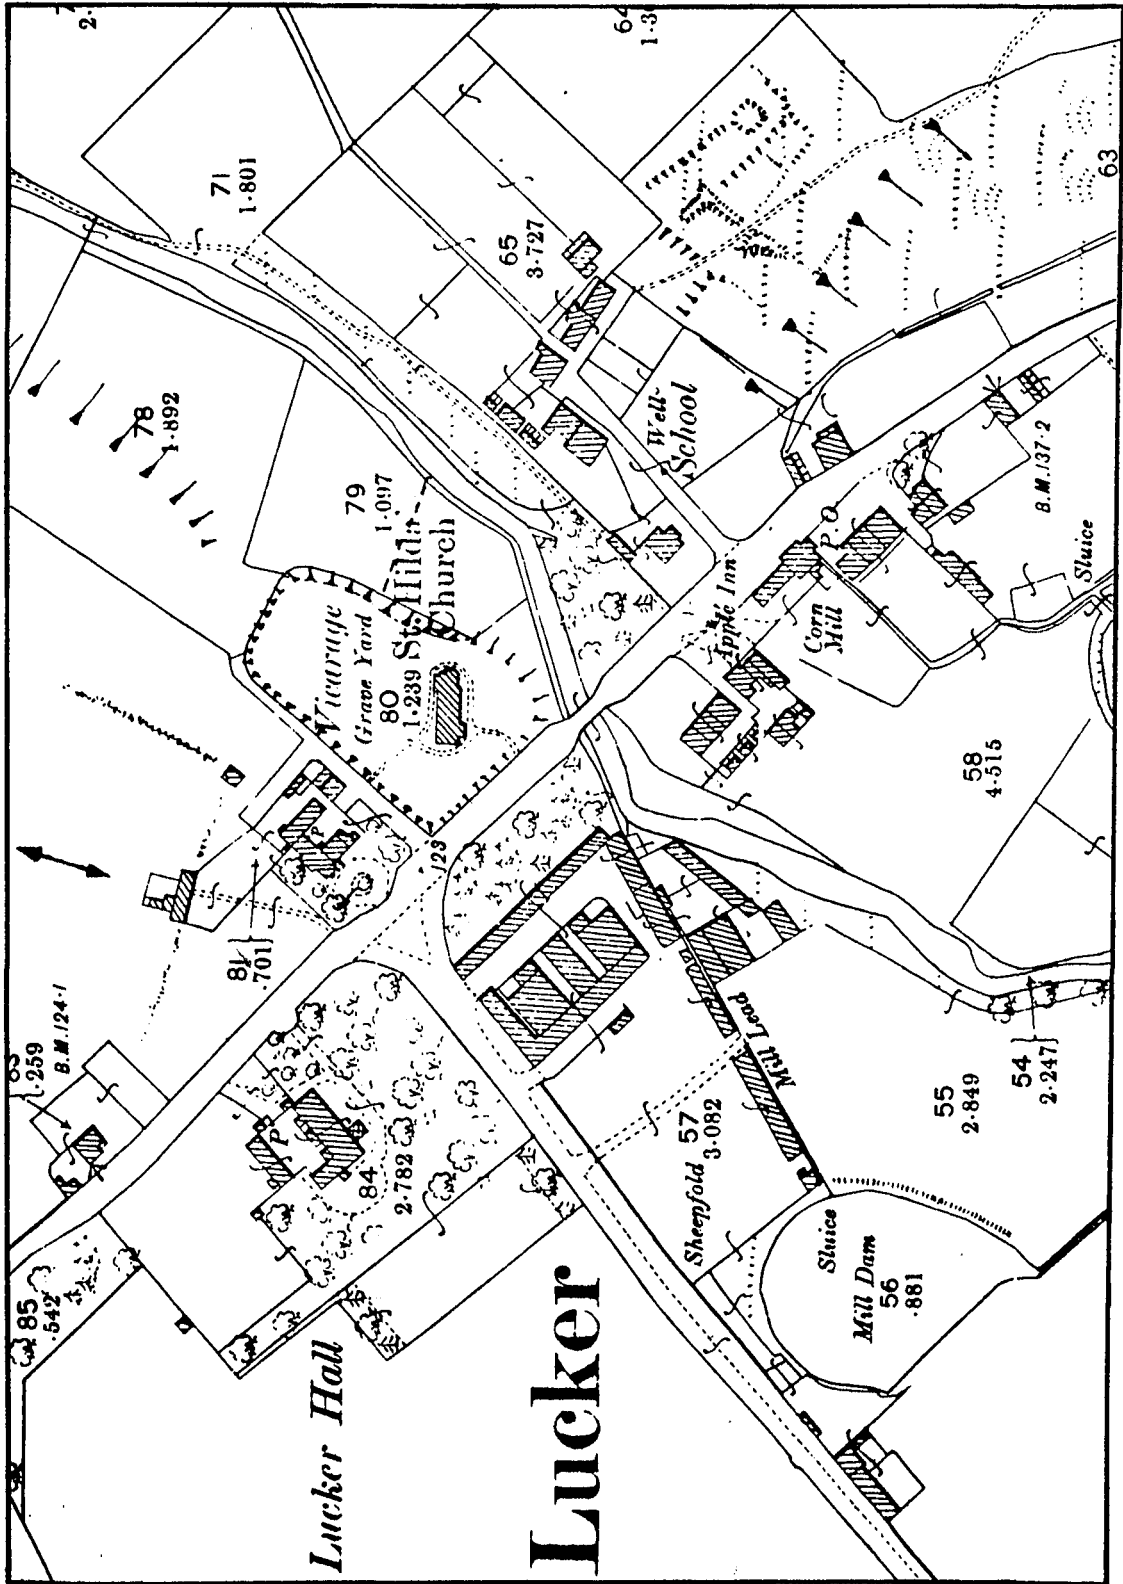 Lucker
Lucker Hall
85
.542
.259
B.M.124·1
84
2·782
P
81
.701
P
123
Vicarage
Grave Yard
80
1·239
St. Hilda's
Church
79
1·097
78
1·892
71
1·801
65
3·727
64
63
Well
School
Apple Inn
P.O
Corn
Mill
B.M.137·2
Sluice
58
4·515
54
2·247
55
2·849
Mill Lead
57
3·082
Sheepfold
Sluice
Mill Dam
56
.881